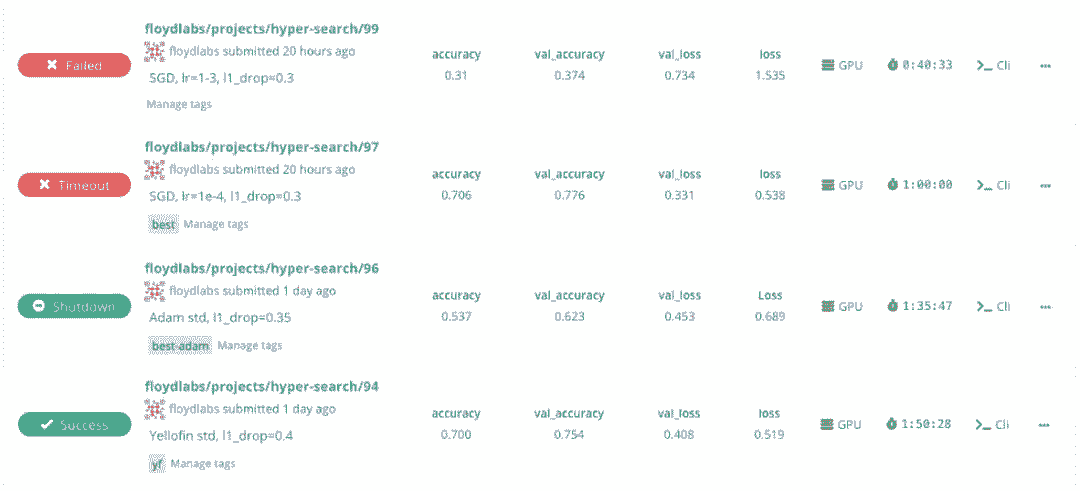 floydlabs/projects/hyper-search/99
Failed
floydlabs submitted 20 hours ago
SGD, lr=1-3, l1_drop=0.3
Manage tags
accuracy val_accuracy val_loss loss
0.31 0.374 0.734 1.535
GPU 0:40:33 >_ Cli ...
floydlabs/projects/hyper-search/97
Timeout
floydlabs submitted 20 hours ago
SGD, lr=1e-4, l1_drop=0.3
best Manage tags
accuracy val_accuracy val_loss loss
0.706 0.776 0.331 0.538
GPU 1:00:00 >_ Cli ...
floydlabs/projects/hyper-search/96
Shutdown
floydlabs submitted 1 day ago
Adam std, l1_drop=0.35
best-adam Manage tags
accuracy val_accuracy val_loss Loss
0.537 0.623 0.453 0.689
GPU 1:35:47 >_ Cli ...
floydlabs/projects/hyper-search/94
Success
floydlabs submitted 1 day ago
Yellofin std, l1_drop=0.4
yf Manage tags
accuracy val_accuracy val_loss loss
0.700 0.754 0.408 0.519
GPU 1:50:28 >_ Cli ...